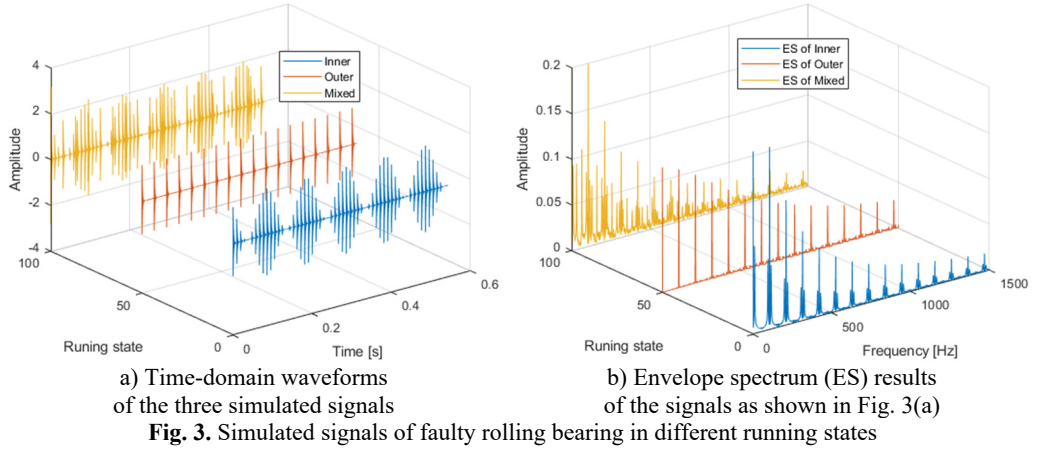 4
2
0
-2
-4
Amplitude
100
50
0
Runing state
0
0.2
0.4
0.6
Time [s]
Inner
Outer
Mixed
0.2
0.15
0.1
0.05
0
Amplitude
100
50
0
Runing state
0
500
1000
1500
Frequency [Hz]
ES of Inner
ES of Outer
ES of Mixed
a) Time-domain waveforms
of the three simulated signals
b) Envelope spectrum (ES) results
of the signals as shown in Fig. 3(a)
Fig. 3. Simulated signals of faulty rolling bearing in different running states